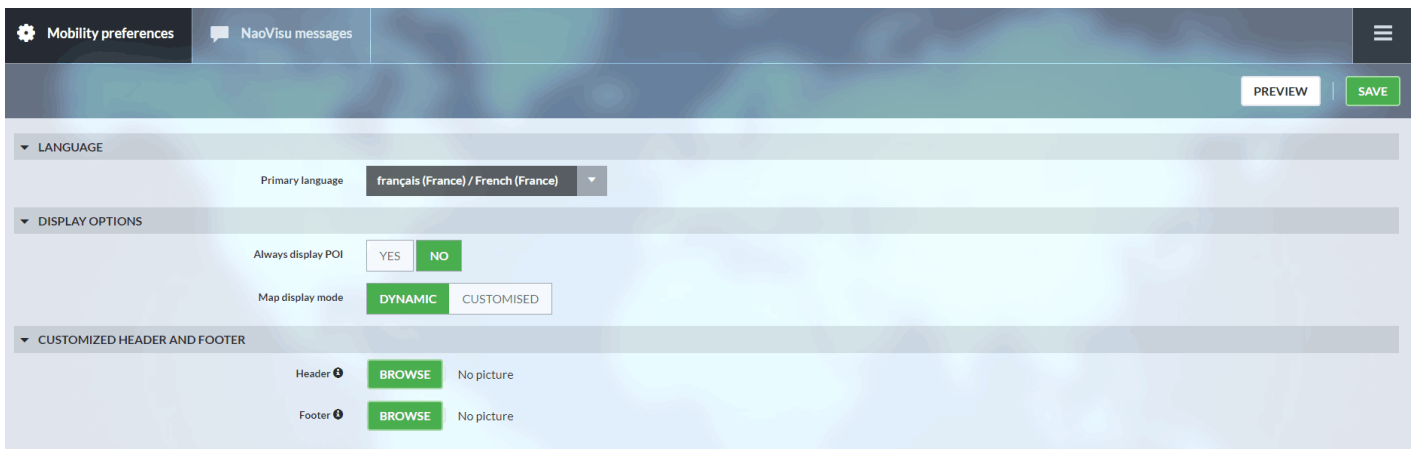 Mobility preferences
NaoVisu messages
PREVIEW
SAVE
LANGUAGE
Primary language
français (France) / French (France)
DISPLAY OPTIONS
Always display POI
YES
NO
Map display mode
DYNAMIC
CUSTOMISED
CUSTOMIZED HEADER AND FOOTER
Header
BROWSE
No picture
Footer
BROWSE
No picture